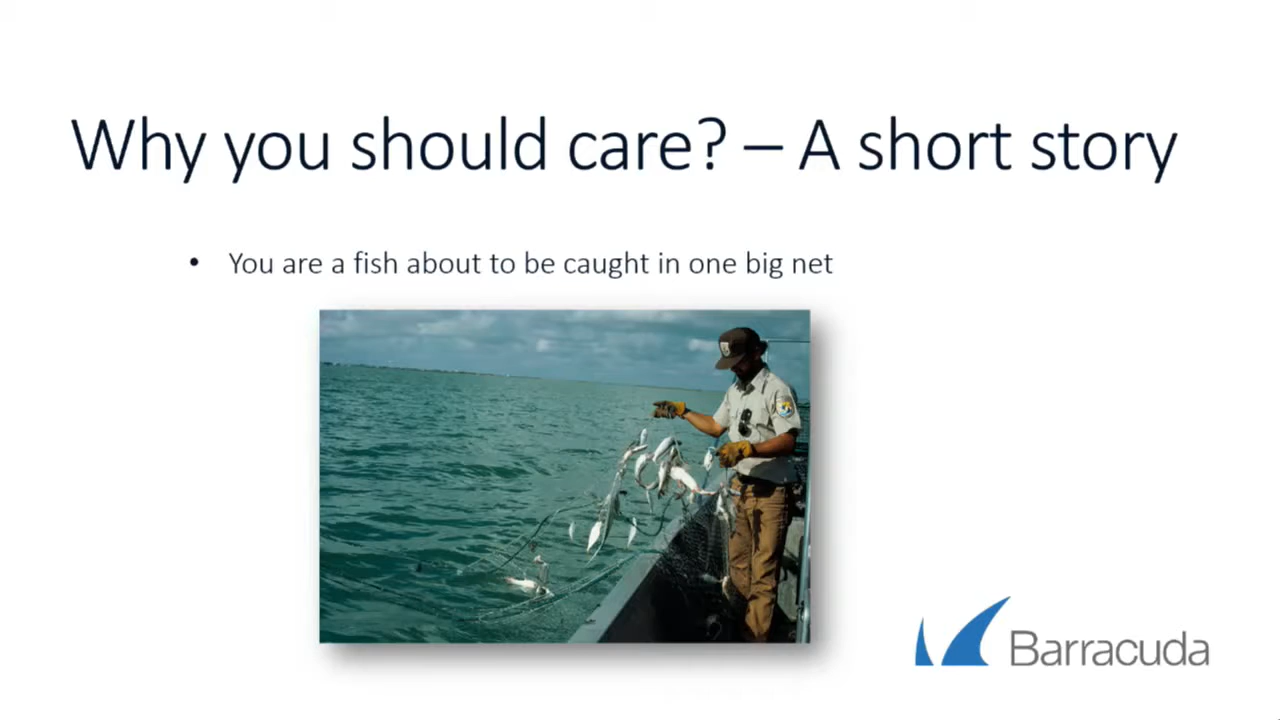 Why you should care? – A short story
• You are a fish about to be caught in one big net
Barracuda